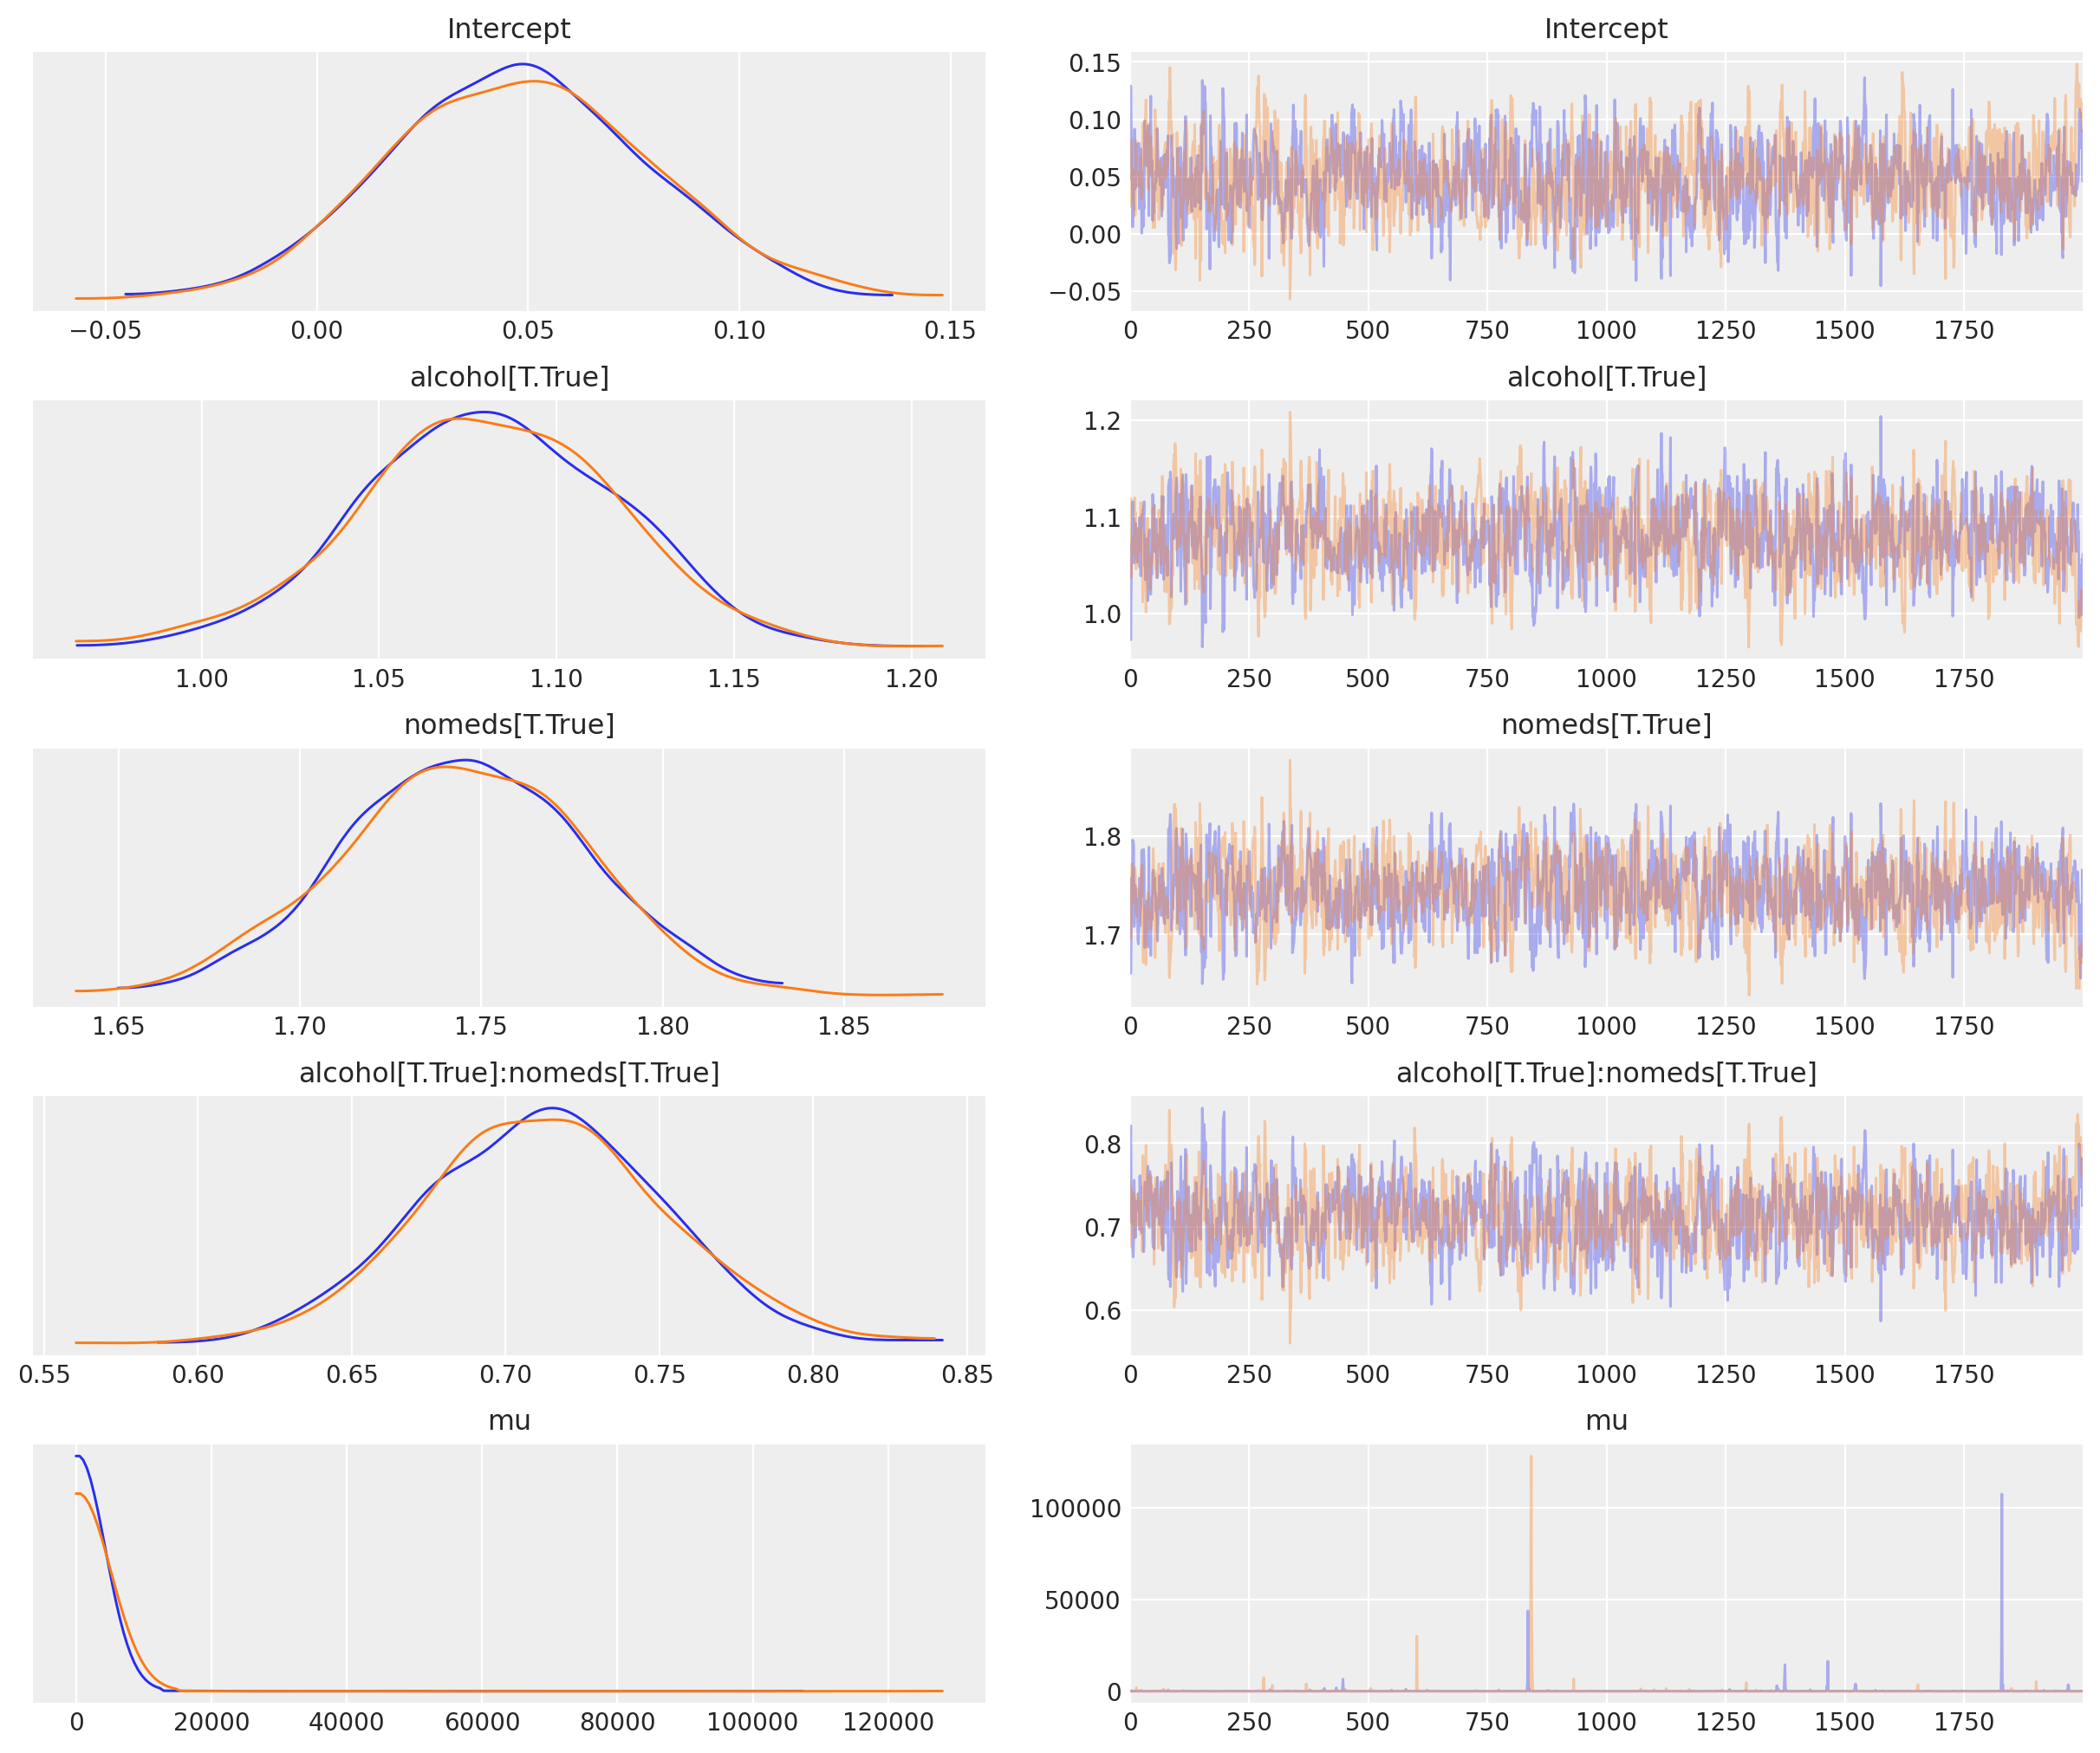 Intercept Intercept
0.15
0.10
0.05
0.00
−0.05
−0.05 0.00 0.05 0.10 0.15 0 250 500 750 1000 1250 1500 1750
alcohol[T.True] alcohol[T.True]
1.2
1.1
1.0
1.00 1.05 1.10 1.15 1.20 0 250 500 750 1000 1250 1500 1750
nomeds[T.True] nomeds[T.True]
1.8
1.7
1.65 1.70 1.75 1.80 1.85 0 250 500 750 1000 1250 1500 1750
alcohol[T.True]:nomeds[T.True] alcohol[T.True]:nomeds[T.True]
0.8
0.7
0.6
0.55 0.60 0.65 0.70 0.75 0.80 0.85 0 250 500 750 1000 1250 1500 1750
mu mu
100000
50000
0
0 20000 40000 60000 80000 100000 120000 0 250 500 750 1000 1250 1500 1750